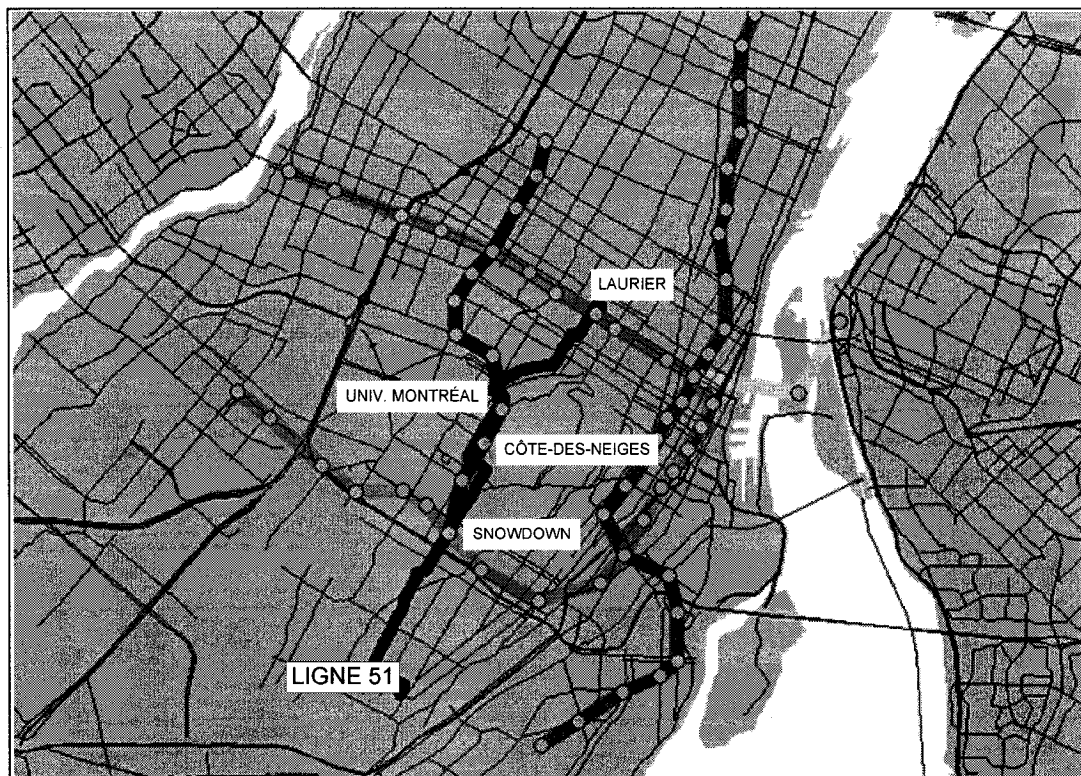 LAURIER
UNIV. MONTRÉAL
CÔTE-DES-NEIGES
SNOWDOWN
LIGNE 51